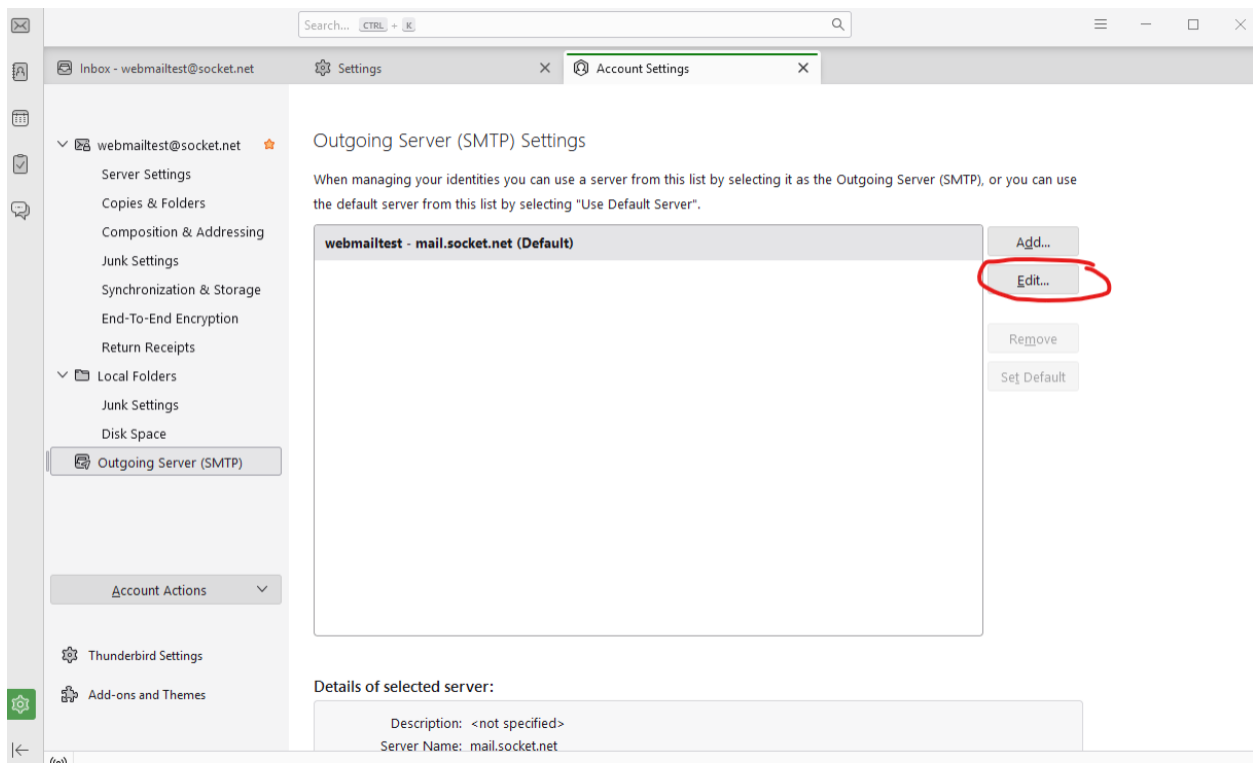 Search... CTRL + K
Inbox - webmailtest@socket.net
Settings
Account Settings
webmailtest@socket.net
Server Settings
Copies & Folders
Composition & Addressing
Junk Settings
Synchronization & Storage
End-To-End Encryption
Return Receipts
Local Folders
Junk Settings
Disk Space
Outgoing Server (SMTP)
Account Actions
Thunderbird Settings
Add-ons and Themes
Outgoing Server (SMTP) Settings
When managing your identities you can use a server from this list by selecting it as the Outgoing Server (SMTP), or you can use
the default server from this list by selecting "Use Default Server".
webmailtest - mail.socket.net (Default)
Add...
Edit...
Remove
Set Default
Details of selected server:
Description: <not specified>
Server Name: mail.socket.net